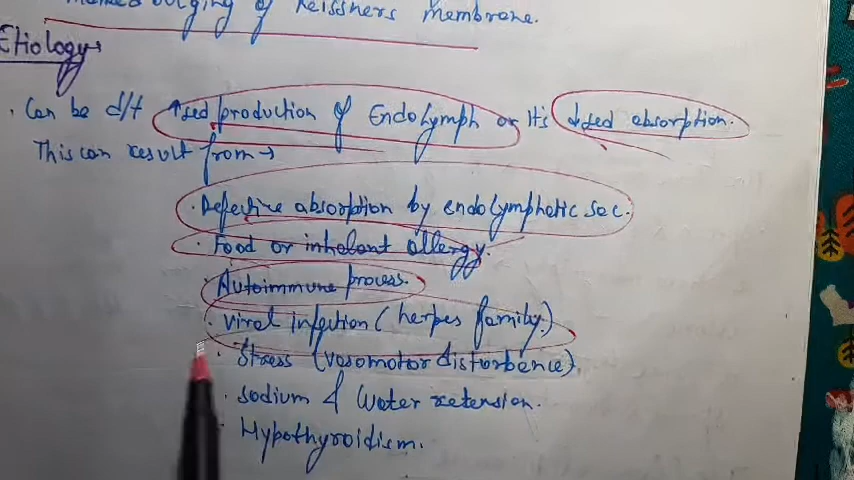 bulging of Reissners Membrane.
Etiology→
. Can be d/t ↑sed production of Endolymph or its ↓sed absorption.
This can result from→
. Defective absorption by endolymphatic sac.
. Food or inhalant allergy.
. Autoimmune process.
. Viral infection (herpes family.)
. Stress (vasomotor disturbance)
. sodium & Water retension.
. Hypothyroidism.